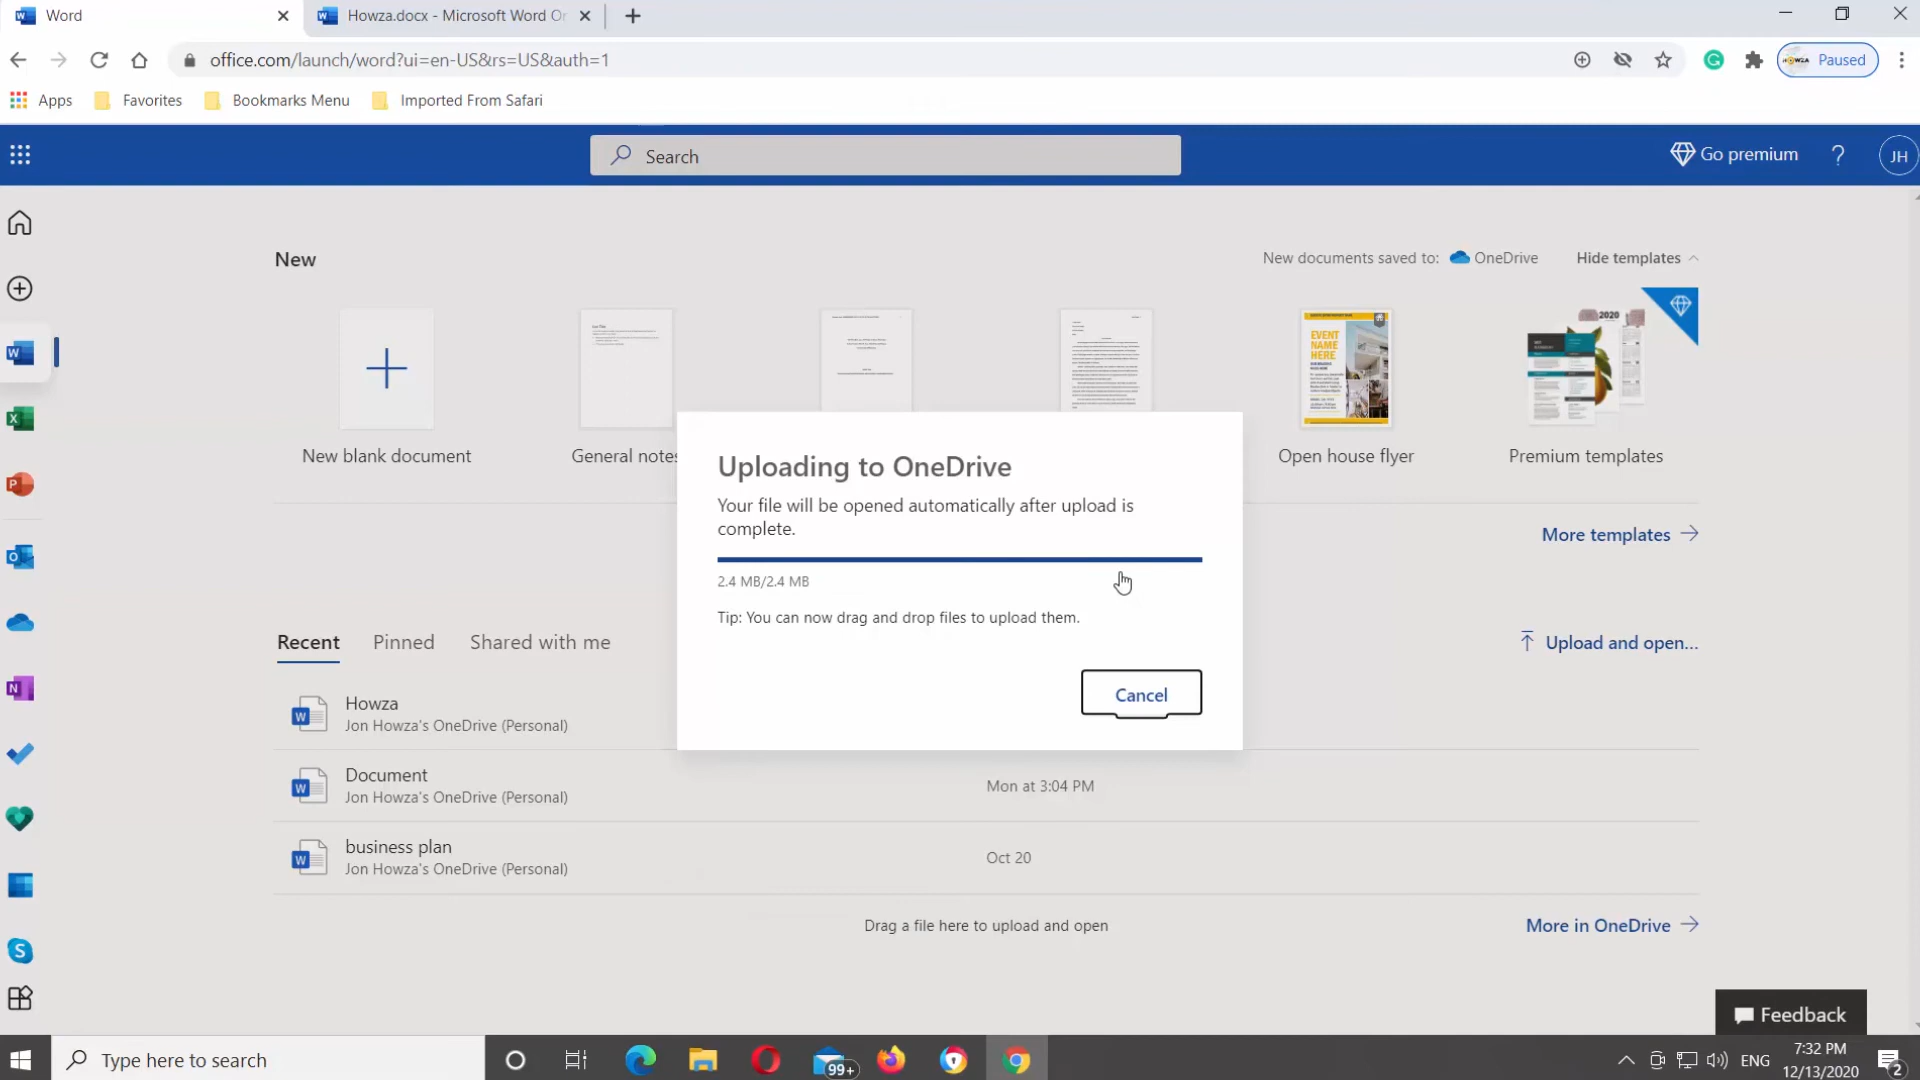 Word
Howza.docx - Microsoft Word Or
office.com/launch/word?ui=en-US&rs=US&auth=1
Paused
Apps
Favorites
Bookmarks Menu
Imported From Safari
Search
Go premium
?
JH
New
New documents saved to:
OneDrive
Hide templates
EVENT
NAME
HERE
2020
New blank document
General notes
Open house flyer
Premium templates
Uploading to OneDrive
Your file will be opened automatically after upload is
complete.
2.4 MB/2.4 MB
Tip: You can now drag and drop files to upload them.
Cancel
More templates
Recent
Pinned
Shared with me
Upload and open...
Howza
Jon Howza's OneDrive (Personal)
Document
Jon Howza's OneDrive (Personal)
Mon at 3:04 PM
business plan
Jon Howza's OneDrive (Personal)
Oct 20
Drag a file here to upload and open
More in OneDrive
Feedback
Type here to search
99+
ENG
7:32 PM
12/13/2020
2